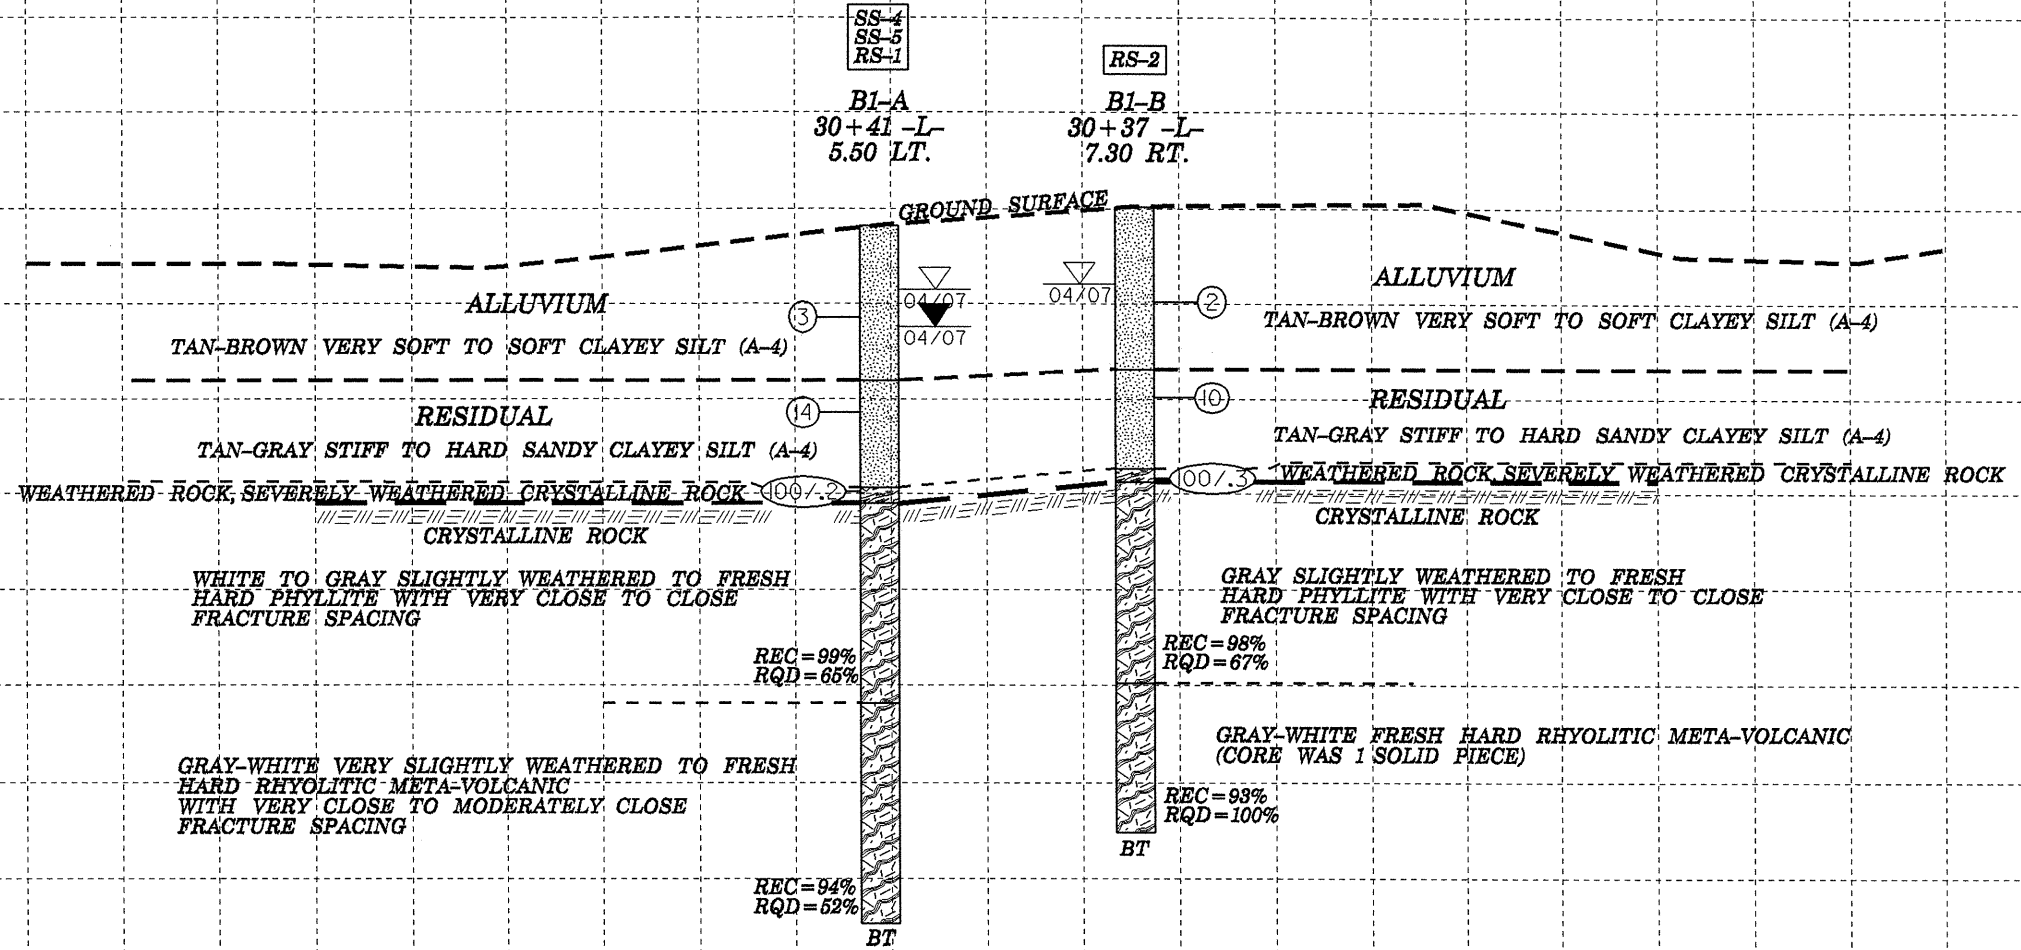 SS-4
SS-5
RS-1
RS-2
B1-A
30+41 -L-
5.50 LT.
B1-B
30+37 -L-
7.30 RT.
GROUND SURFACE
ALLUVIUM
TAN-BROWN VERY SOFT TO SOFT CLAYEY SILT (A-4)
3
04/07
04/07
04/07
2
ALLUVIUM
TAN-BROWN VERY SOFT TO SOFT CLAYEY SILT (A-4)
RESIDUAL
TAN-GRAY STIFF TO HARD SANDY CLAYEY SILT (A-4)
14
10
RESIDUAL
TAN-GRAY STIFF TO HARD SANDY CLAYEY SILT (A-4)
WEATHERED ROCK, SEVERELY WEATHERED CRYSTALLINE ROCK
100/.2
100/.3
WEATHERED ROCK, SEVERELY WEATHERED CRYSTALLINE ROCK
CRYSTALLINE ROCK
CRYSTALLINE ROCK
WHITE TO GRAY SLIGHTLY WEATHERED TO FRESH
HARD PHYLLITE WITH VERY CLOSE TO CLOSE
FRACTURE SPACING
GRAY SLIGHTLY WEATHERED TO FRESH
HARD PHYLLITE WITH VERY CLOSE TO CLOSE
FRACTURE SPACING
REC=99%
RQD=65%
REC=98%
RQD=67%
GRAY-WHITE VERY SLIGHTLY WEATHERED TO FRESH
HARD RHYOLITIC META-VOLCANIC
WITH VERY CLOSE TO MODERATELY CLOSE
FRACTURE SPACING
GRAY-WHITE FRESH HARD RHYOLITIC META-VOLCANIC
(CORE WAS 1 SOLID PIECE)
REC=93%
RQD=100%
BT
REC=94%
RQD=52%
BT